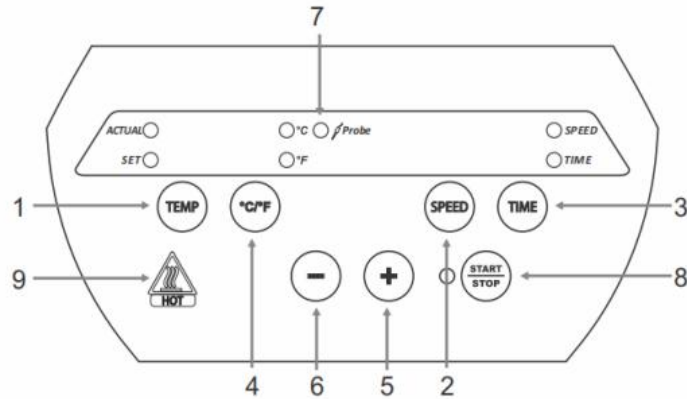 7
ACTUAL °C Probe SPEED
SET °F TIME
1 TEMP °C/°F SPEED TIME 3
9 HOT - + START STOP 8
4 6 5 2